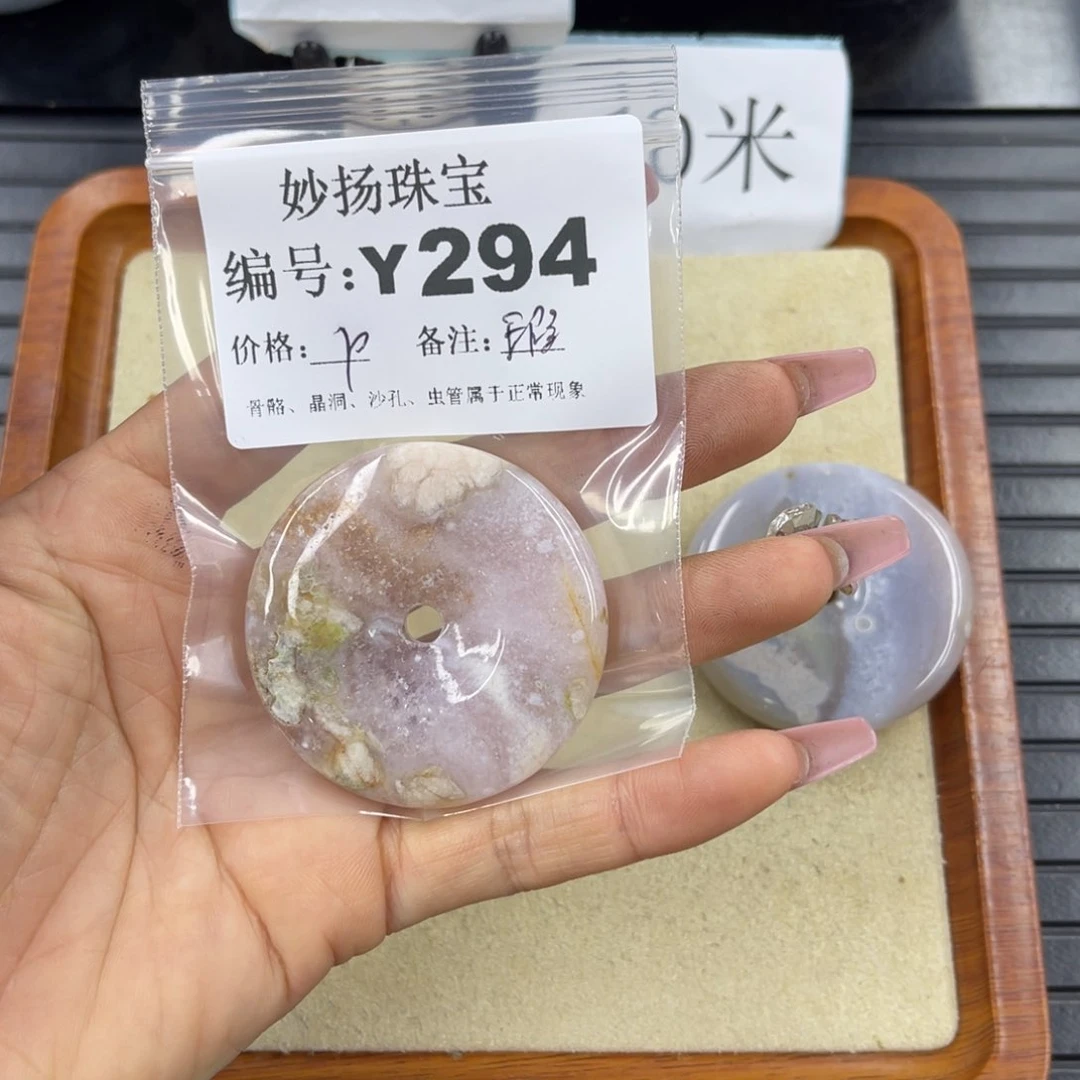 妙扬珠宝
编号:Y294
价格: 备注:瑕
骨骼、晶洞、沙孔、虫管属于正常现象
米